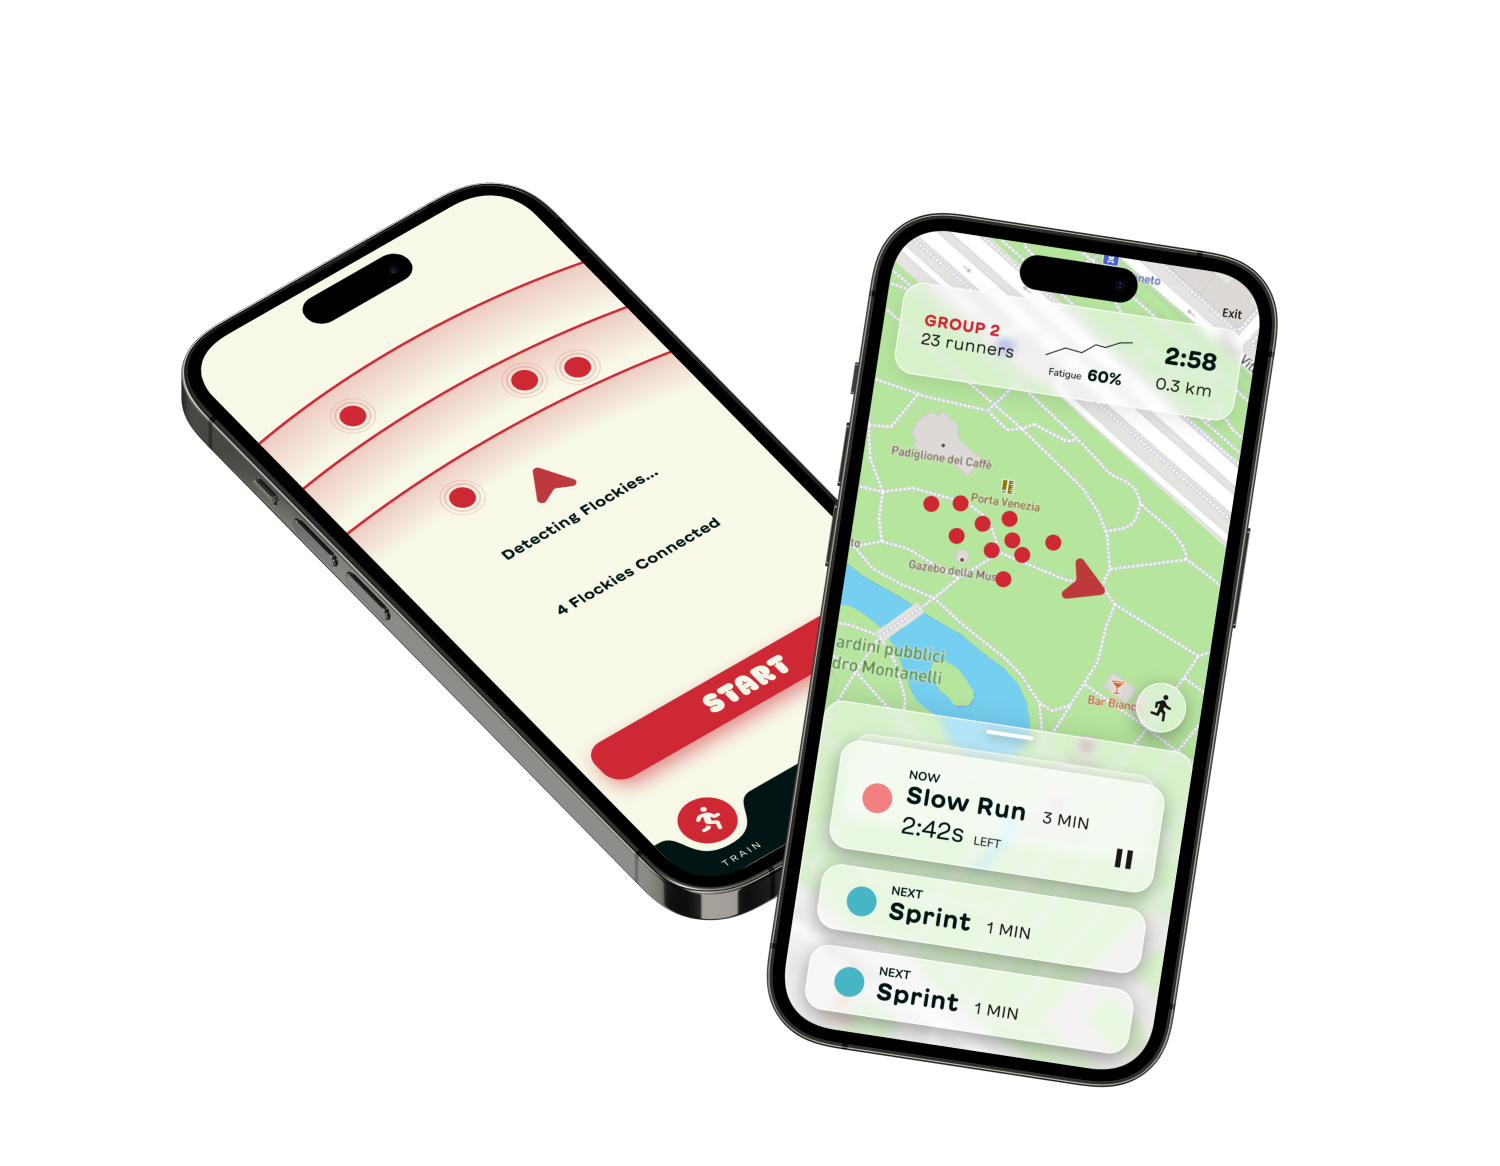 Detecting Flockies...
4 Flockies Connected
START
TRAIN
neto
Exit
GROUP 2
23 runners
Fatigue 60%
2:58
0.3 km
Padiglione del Caffè
Porta Venezia
to
Gazebo della Mus
ardini pubblici
dro Montanelli
Bar Bianc
NOW
Slow Run 3 MIN
2:42s LEFT
NEXT
Sprint 1 MIN
NEXT
Sprint 1 MIN